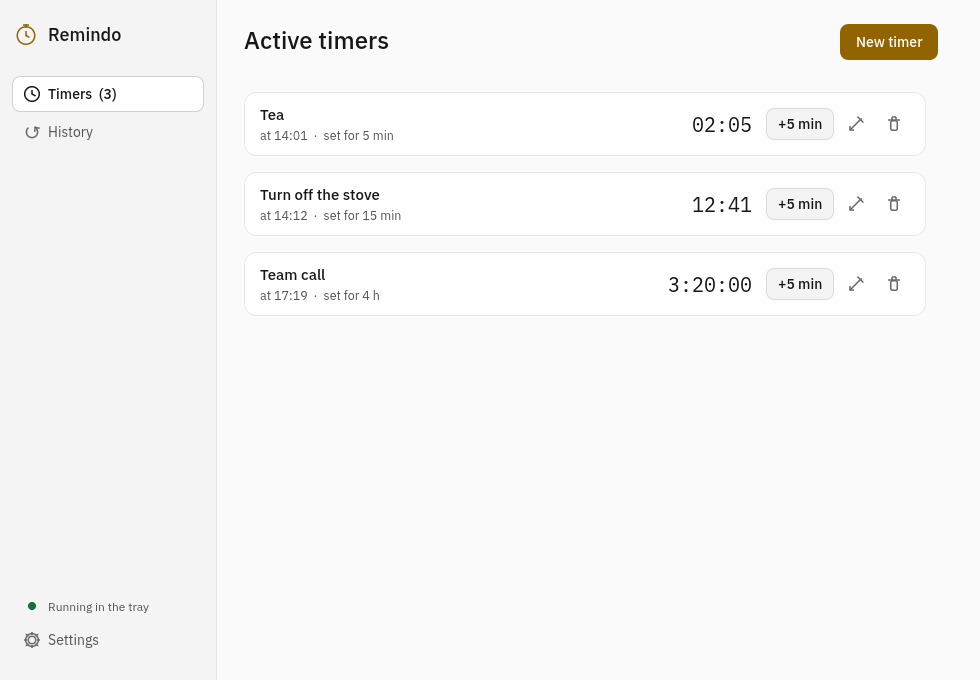 Remindo
Timers (3)
History
Running in the tray
Settings
Active timers
New timer
Tea
at 14:01 · set for 5 min
02:05
+5 min
Turn off the stove
at 14:12 · set for 15 min
12:41
+5 min
Team call
at 17:19 · set for 4 h
3:20:00
+5 min